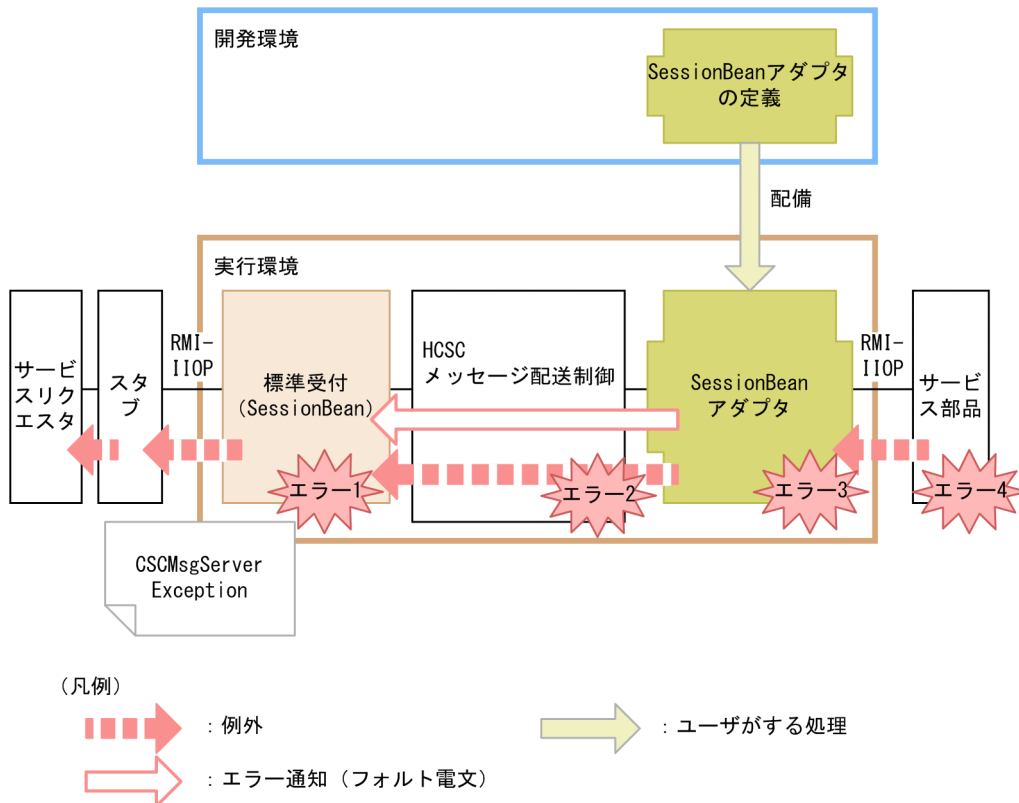 開発環境
SessionBeanアダプタ
の定義
配備
実行環境
サービ
スリク
エスタ
スタ
ブ
RMI-
IIOP
標準受付
(SessionBean)
HCSC
メッセージ配送制御
SessionBean
アダプタ
RMI-
IIOP
サービ
ス部品
エラー1
エラー2
エラー3
エラー4
CSCMsgServer
Exception
(凡例)
:例外
:ユーザがする処理
:エラー通知(フォルト電文)